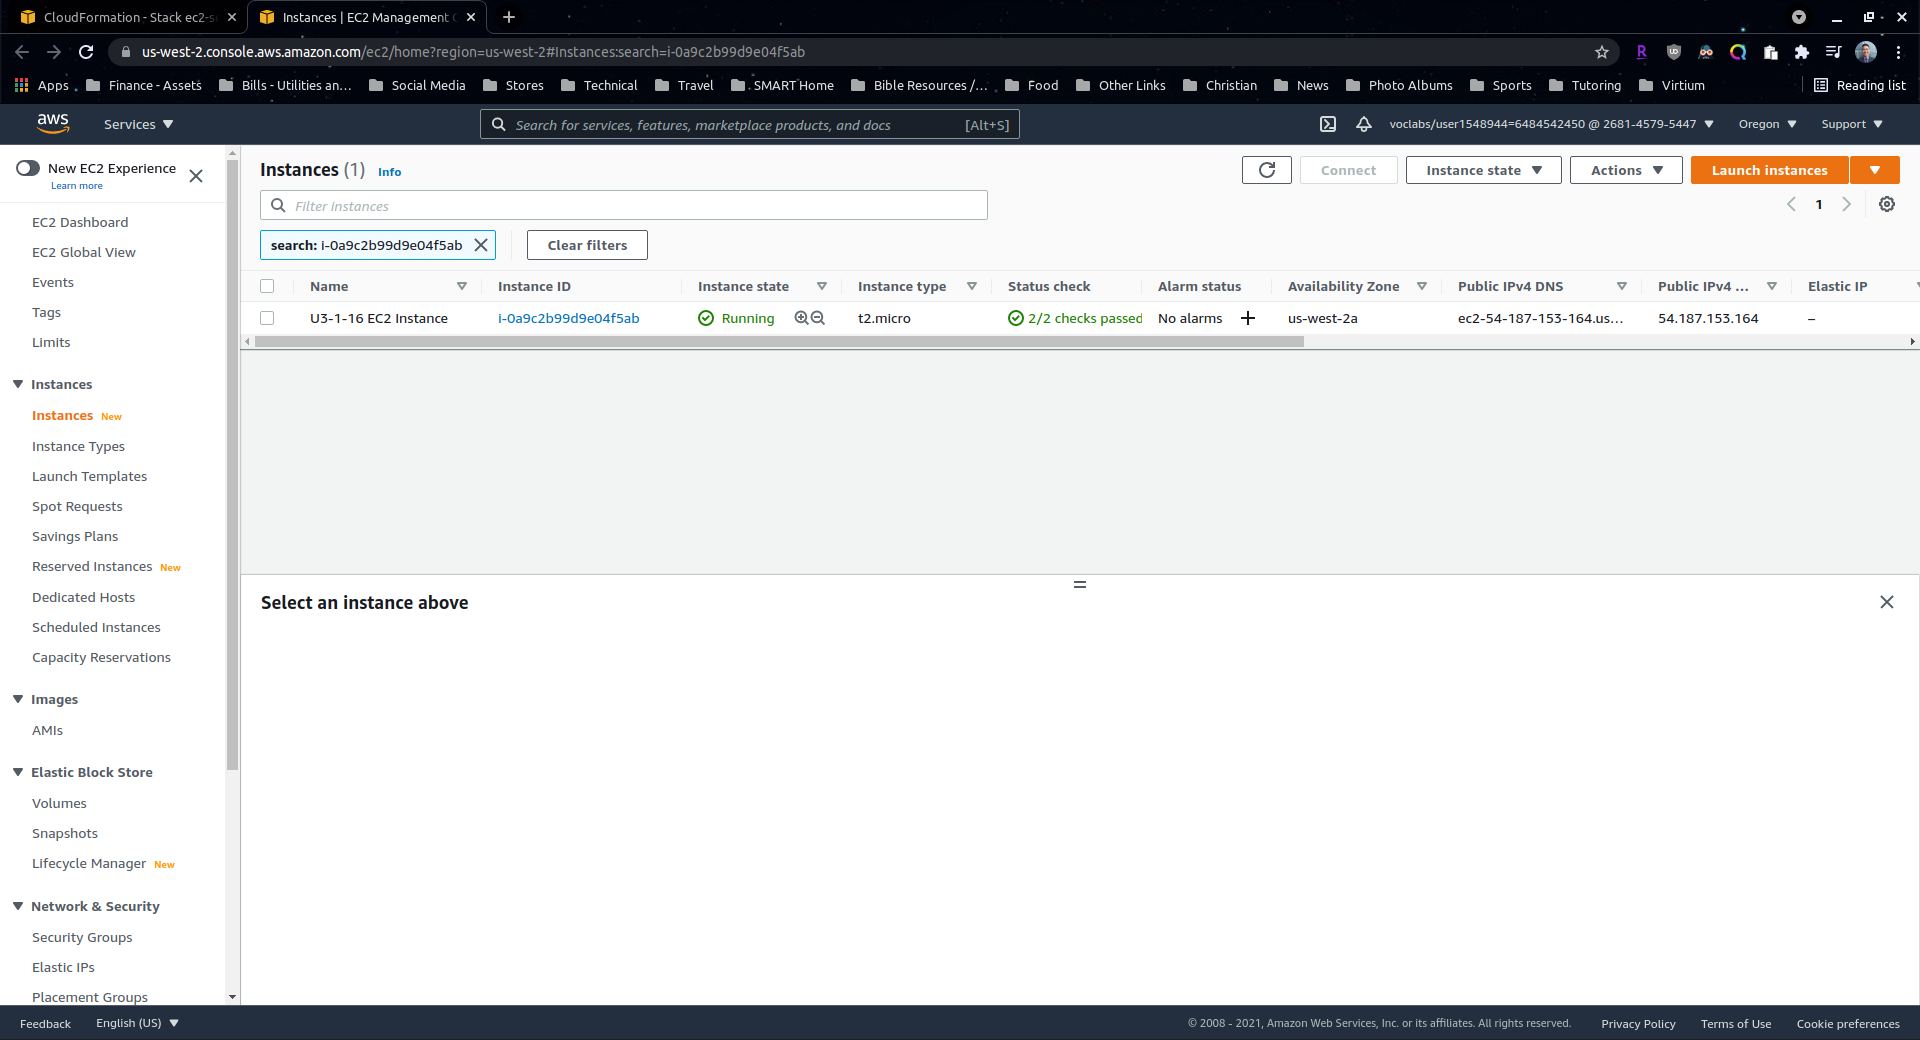 CloudFormation - Stack ec2-s
Instances | EC2 Management C
us-west-2.console.aws.amazon.com/ec2/home?region=us-west-2#Instances:search=i-0a9c2b99d9e04f5ab
Apps Finance - Assets Bills - Utilities an... Social Media Stores Technical Travel SMART Home Bible Resources /... Food Other Links Christian News Photo Albums Sports Tutoring Virtium Reading list
aws Services Search for services, features, marketplace products, and docs [Alt+S] voclabs/user1548944=6484542450 @ 2681-4579-5447 Oregon Support
New EC2 Experience
Learn more
EC2 Dashboard
EC2 Global View
Events
Tags
Limits
Instances
Instances New
Instance Types
Launch Templates
Spot Requests
Savings Plans
Reserved Instances New
Dedicated Hosts
Scheduled Instances
Capacity Reservations
Images
AMIs
Elastic Block Store
Volumes
Snapshots
Lifecycle Manager New
Network & Security
Security Groups
Elastic IPs
Placement Groups
Instances (1) Info
Connect Instance state Actions Launch instances
Filter instances
1
search: i-0a9c2b99d9e04f5ab Clear filters
Name Instance ID Instance state Instance type Status check Alarm status Availability Zone Public IPv4 DNS Public IPv4 ... Elastic IP
U3-1-16 EC2 Instance i-0a9c2b99d9e04f5ab Running t2.micro 2/2 checks passed No alarms us-west-2a ec2-54-187-153-164.us... 54.187.153.164 –
Select an instance above
Feedback English (US) © 2008 - 2021, Amazon Web Services, Inc. or its affiliates. All rights reserved. Privacy Policy Terms of Use Cookie preferences